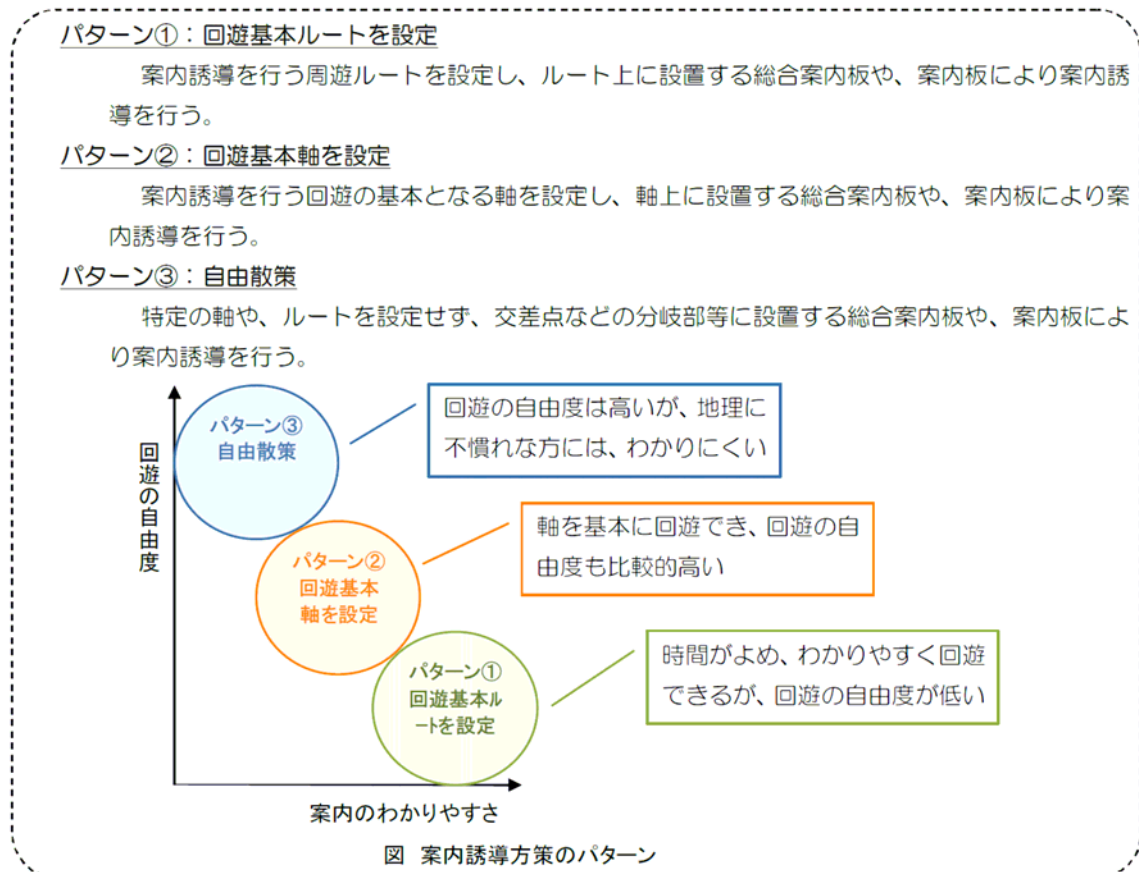 パターン①：回遊基本ルートを設定
案内誘導を行う周遊ルートを設定し、ルート上に設置する総合案内板や、案内板により案内誘
導を行う。
パターン②：回遊基本軸を設定
案内誘導を行う回遊の基本となる軸を設定し、軸上に設置する総合案内板や、案内板により案
内誘導を行う。
パターン③：自由散策
特定の軸や、ルートを設定せず、交差点などの分岐部等に設置する総合案内板や、案内板によ
り案内誘導を行う。
回遊の自由度
パターン③
自由散策
回遊の自由度は高いが、地理に
不慣れな方には、わかりにくい
パターン②
回遊基本
軸を設定
軸を基本に回遊でき、回遊の自
由度も比較的高い
パターン①
回遊基本ル
ートを設定
時間がよめ、わかりやすく回遊
できるが、回遊の自由度が低い
案内のわかりやすさ
図 案内誘導方策のパターン